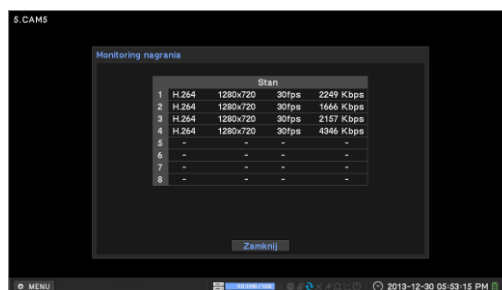 5.CAM5
Monitoring nagrania
Stan
1 H.264 1280x720 30fps 2249 Kbps
2 H.264 1280x720 30fps 1666 Kbps
3 H.264 1280x720 30fps 2157 Kbps
4 H.264 1280x720 30fps 4346 Kbps
5 - - - -
6 - - - -
7 - - - -
8 - - - -
Zamknij
MENU 2013-12-30 05:53:15 PM